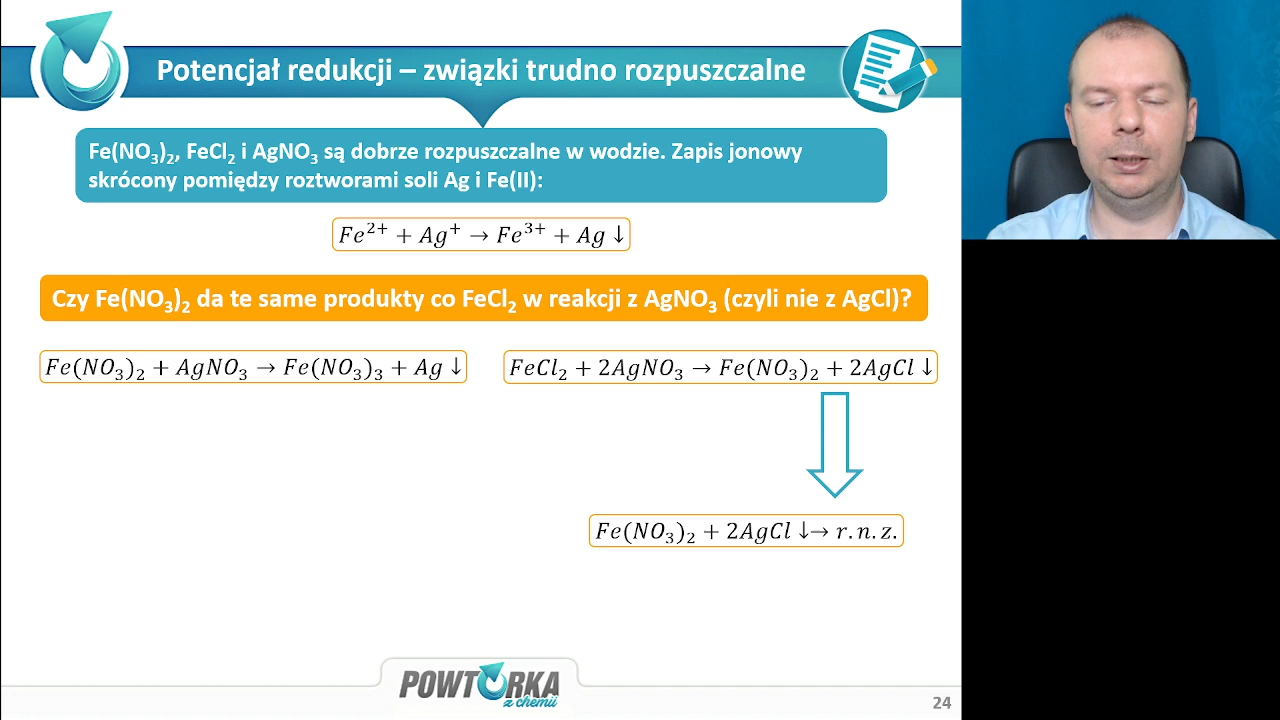 Potencjał redukcji – związki trudno rozpuszczalne
Fe(NO₃)₂, FeCl₂ i AgNO₃ są dobrze rozpuszczalne w wodzie. Zapis jonowy
skrócony pomiędzy roztworami soli Ag i Fe(II):
Fe²⁺ + Ag⁺ → Fe³⁺ + Ag ↓
Czy Fe(NO₃)₂ da te same produkty co FeCl₂ w reakcji z AgNO₃ (czyli nie z AgCl)?
Fe(NO₃)₂ + AgNO₃ → Fe(NO₃)₃ + Ag ↓
FeCl₂ + 2AgNO₃ → Fe(NO₃)₂ + 2AgCl ↓
Fe(NO₃)₂ + 2AgCl ↓→ r.n.z.
POWTÓRKA
z chemii
24